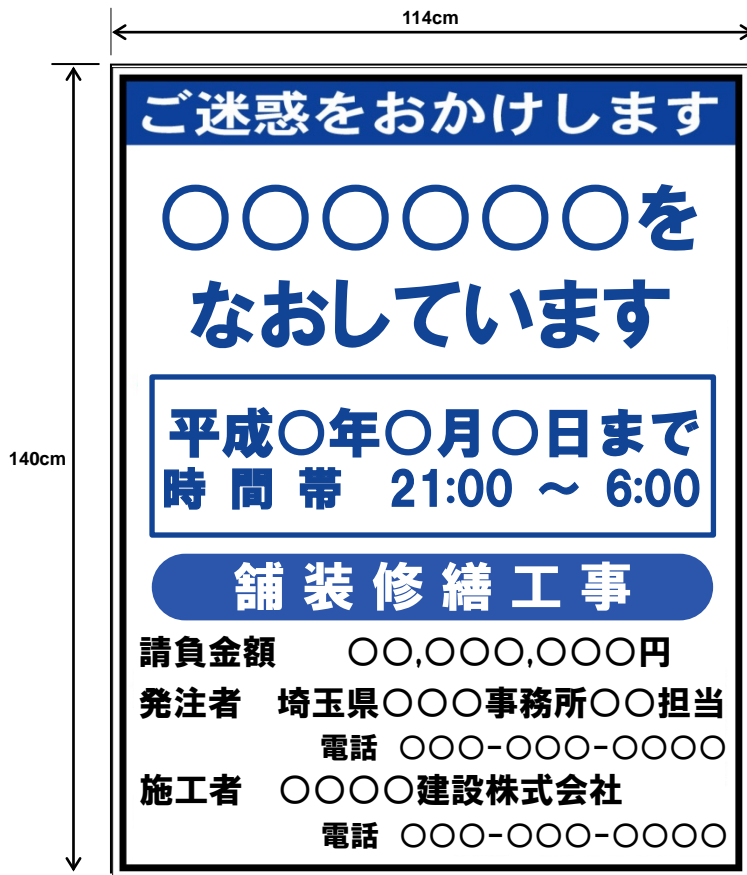 114cm
140cm
ご迷惑をおかけします
○○○○○○を
なおしています
平成○年○月○日まで
時間帯 21:00 ～ 6:00
舗装修繕工事
請負金額 ○○,○○○,○○○円
発注者 埼玉県○○○事務所○○担当
電話 ○○○-○○○-○○○○
施工者 ○○○○建設株式会社
電話 ○○○-○○○-○○○○